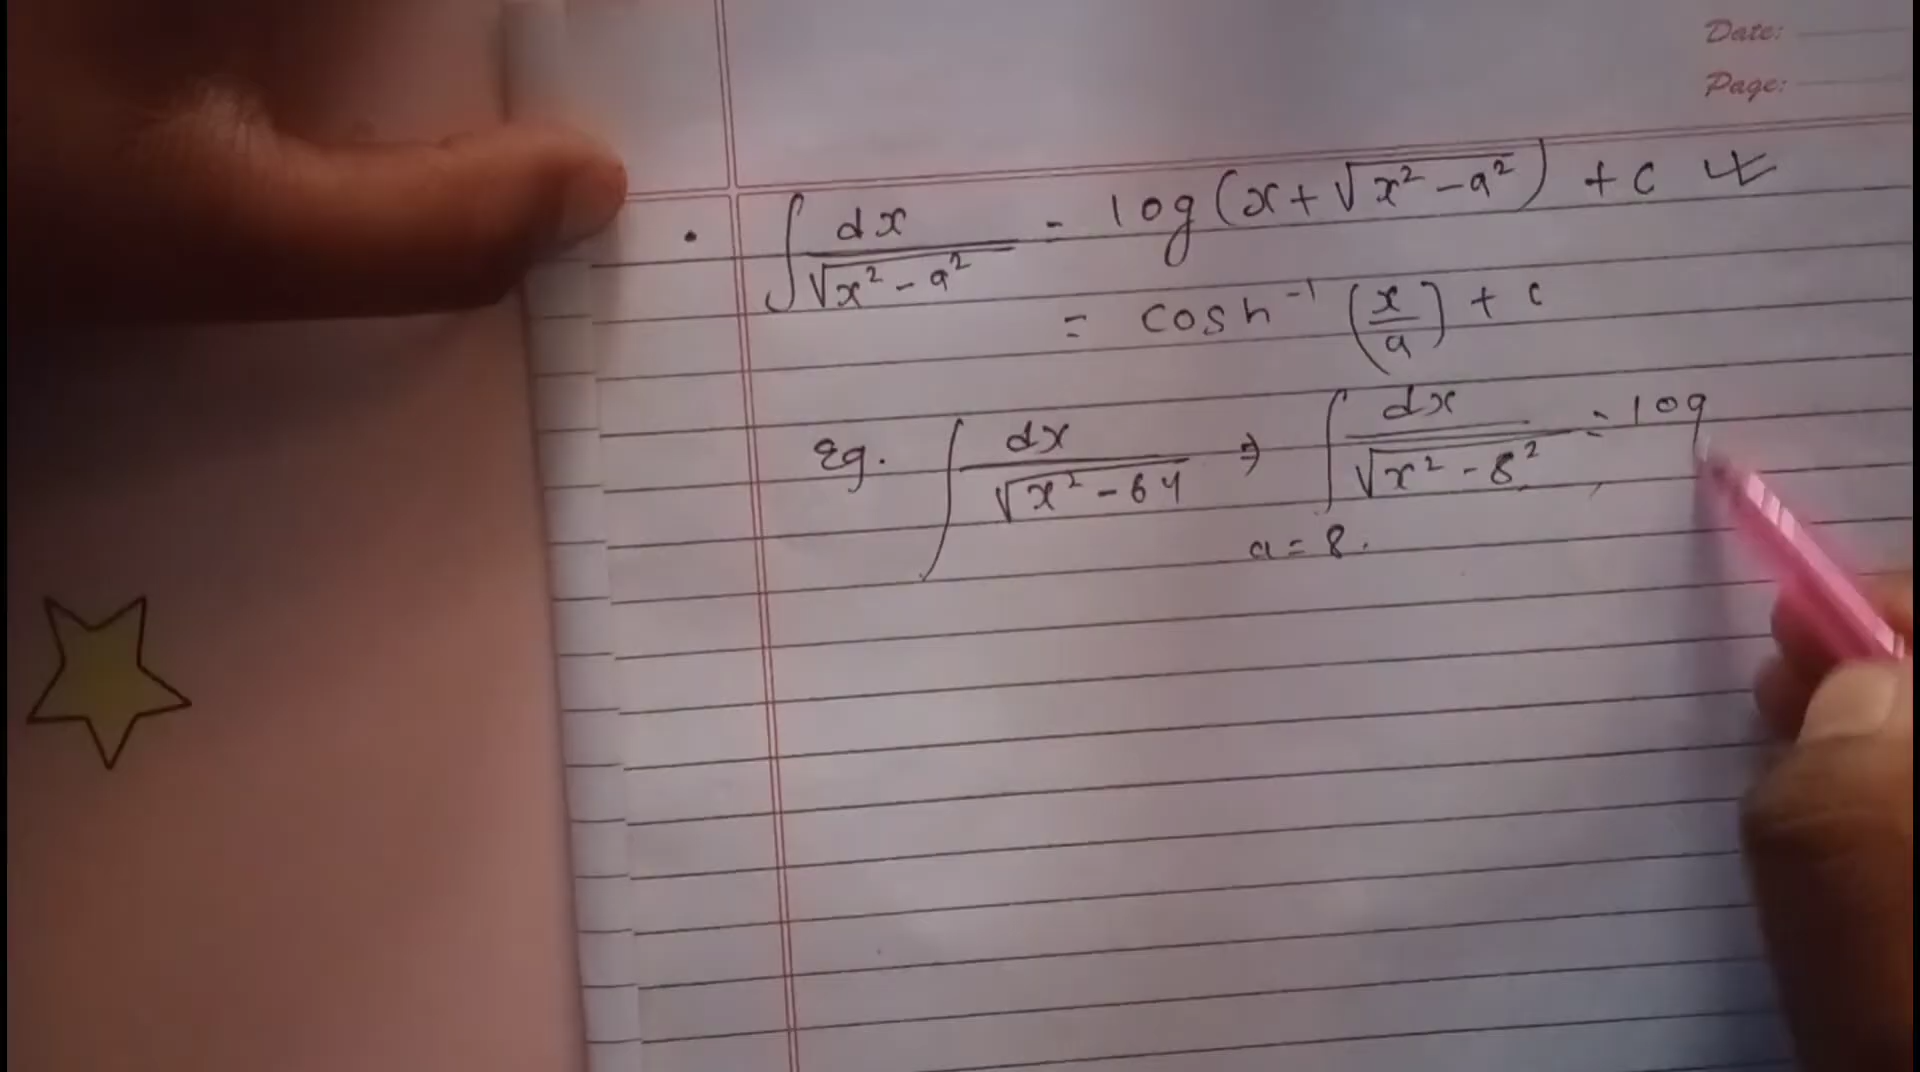 Date:
Page:
• ∫ dx / √(x² - a²) = log (x + √(x² - a²)) + c
= cosh⁻¹ (x/a) + c
Eg. ∫ dx / √(x² - 64) ⇒ ∫ dx / √(x² - 8²) = log
a = 8.